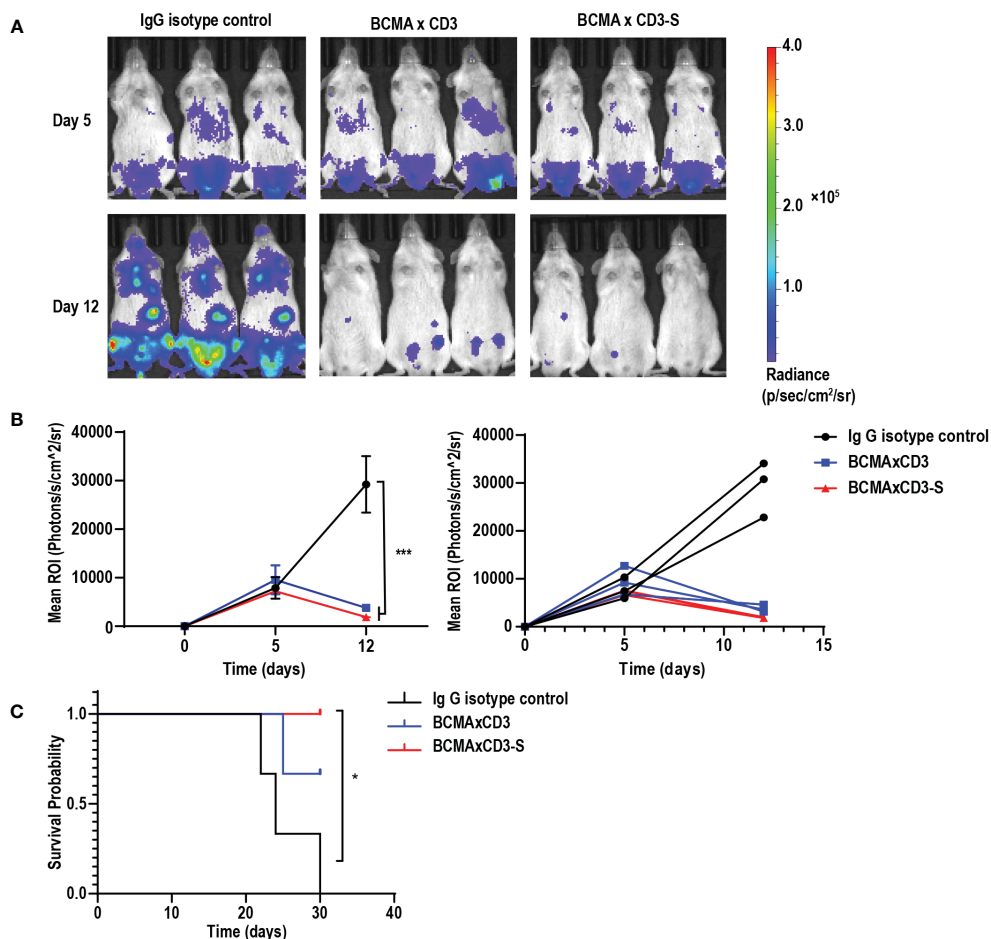 A
IgG isotype control
BCMA x CD3
BCMA x CD3-S
Day 5
Day 12
4.0
3.0
2.0
×10⁵
1.0
Radiance
(p/sec/cm²/sr)
B
Mean ROI (Photons/s/cm^2/sr)
40000
30000
20000
10000
0
0
5
12
Time (days)
***
Mean ROI (Photons/s/cm^2/sr)
40000
30000
20000
10000
0
0
5
10
15
Time (days)
Ig G isotype control
BCMAxCD3
BCMAxCD3-S
C
Survival Probability
1.0
0.5
0.0
0
10
20
30
40
Time (days)
Ig G isotype control
BCMAxCD3
BCMAxCD3-S
*